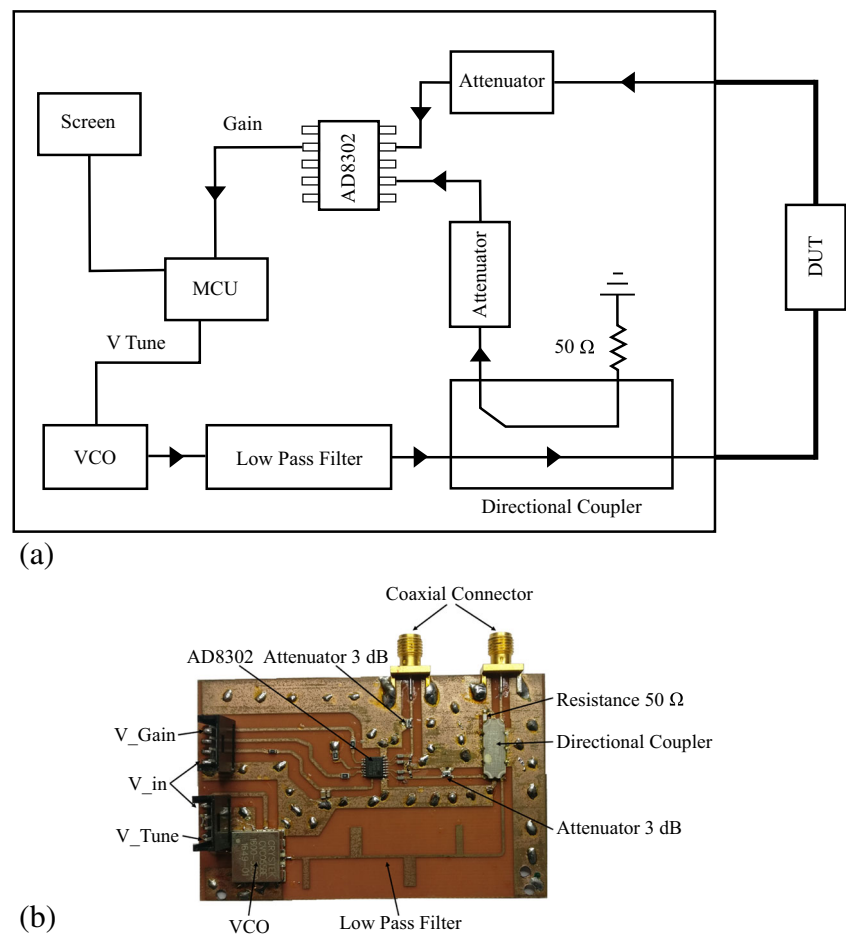 Attenuator
Screen
Gain
AD8302
Attenuator
DUT
MCU
50 Ω
V Tune
VCO
Low Pass Filter
Directional Coupler
(a)
Coaxial Connector
AD8302
Attenuator 3 dB
Resistance 50 Ω
V_Gain
Directional Coupler
V_in
V_Tune
Attenuator 3 dB
VCO
Low Pass Filter
(b)